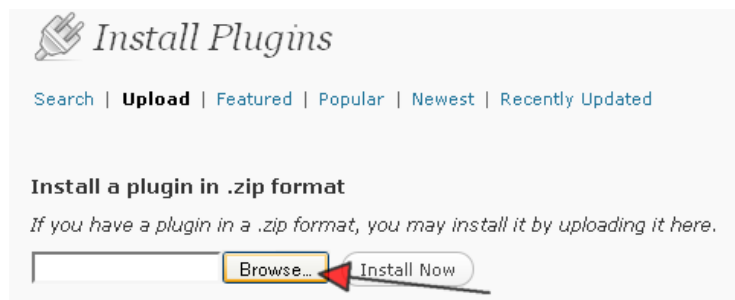 Install Plugins
Search | Upload | Featured | Popular | Newest | Recently Updated
Install a plugin in .zip format
If you have a plugin in a .zip format, you may install it by uploading it here.
Browse... Install Now